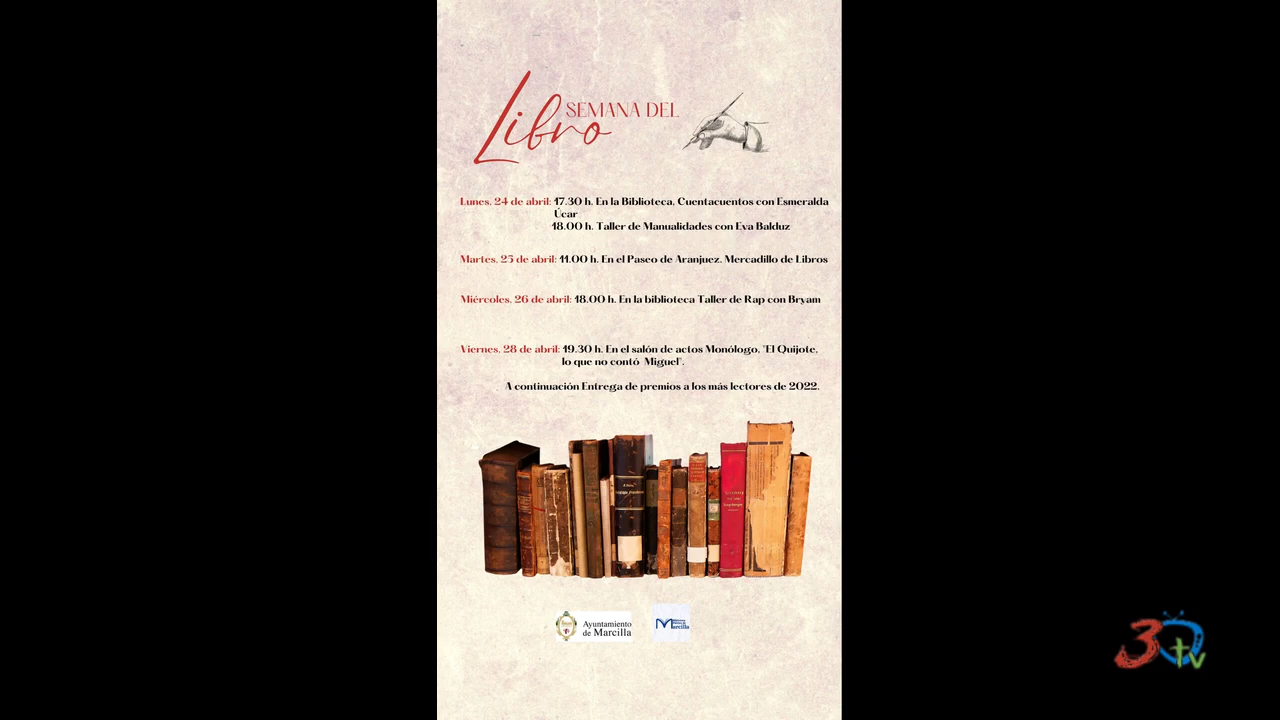 SEMANA DEL
Libro
Lunes, 24 de abril: 17.30 h. En la Biblioteca, Cuentacuentos con Esmeralda
Úcar
18.00 h. Taller de Manualidades con Eva Balduz
Martes, 25 de abril: 11.00 h. En el Paseo de Aranjuez. Mercadillo de Libros
Miércoles, 26 de abril: 18.00 h. En la biblioteca Taller de Rap con Bryam
Viernes, 28 de abril: 19.30 h. En el salón de actos Monólogo. "El Quijote,
lo que no contó Miguel".
A continuación Entrega de premios a los más lectores de 2022.
Ayuntamiento
de Marcilla
Marcilla
3 tv